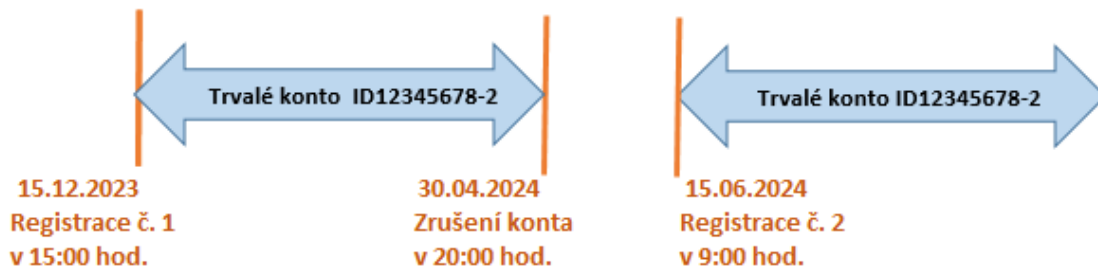 Trvalé konto  ID12345678-2
Trvalé konto ID12345678-2
15.12.2023
Registrace č. 1
v 15:00 hod.
30.04.2024
Zrušení konta
v 20:00 hod.
15.06.2024
Registrace č. 2
v 9:00 hod.